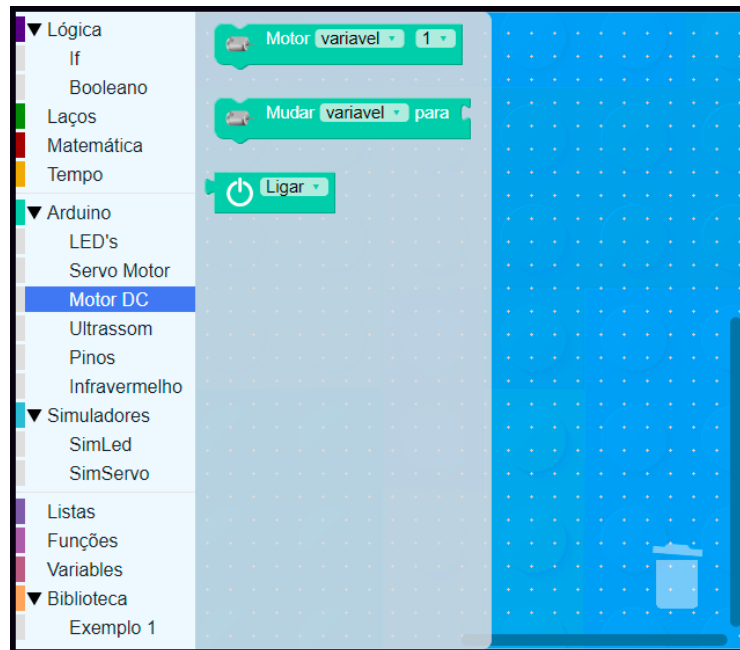 Lógica
If
Booleano
Laços
Matemática
Tempo
Arduino
LED's
Servo Motor
Motor DC
Ultrassom
Pinos
Infravermelho
Simuladores
SimLed
SimServo
Listas
Funções
Variables
Biblioteca
Exemplo 1
Motor variavel 1
Mudar variavel para
Ligar